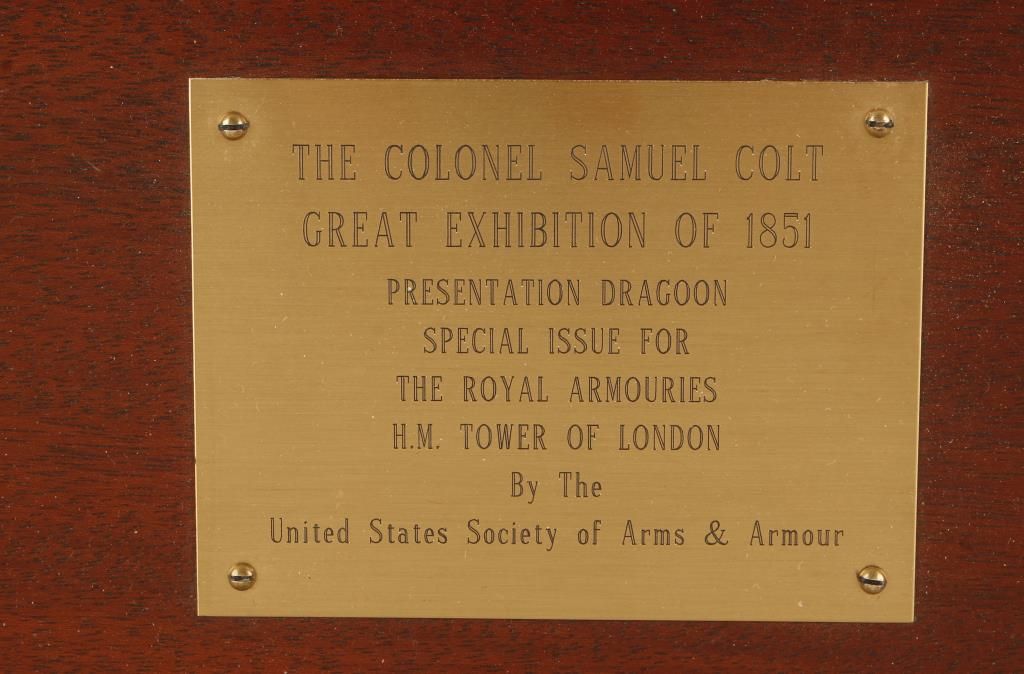 THE COLONEL SAMUEL COLT
GREAT EXHIBITION OF 1851
PRESENTATION DRAGOON
SPECIAL ISSUE FOR
THE ROYAL ARMOURIES
H.M. TOWER OF LONDON
By The
United States Society of Arms & Armour